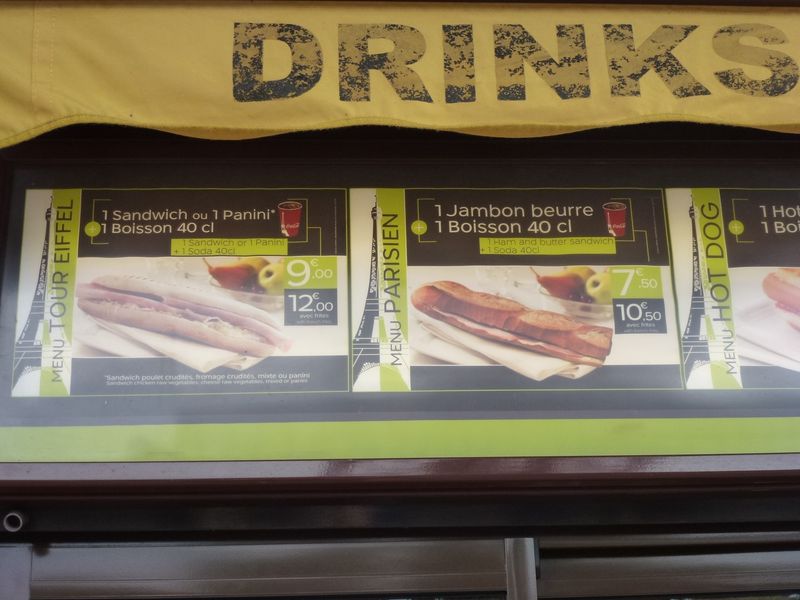 DRINKS
MENU TOUR EIFFEL
1 Sandwich ou 1 Panini*
+ 1 Boisson 40 cl
1 Sandwich or 1 Panini
+ 1 Soda 40cl
9€.00
12€.00
avec frites
*Sandwich poulet crudités, fromage crudités, mixte ou panini
Sandwich chicken raw vegetables, cheese raw vegetables, mixed or panini
MENU PARISIEN
1 Jambon beurre
+ 1 Boisson 40 cl
1 Ham and butter sandwich
+ 1 Soda 40cl
7€.50
10€.50
avec frites
MENU HOT DOG
1 Hot
+ 1 Boi